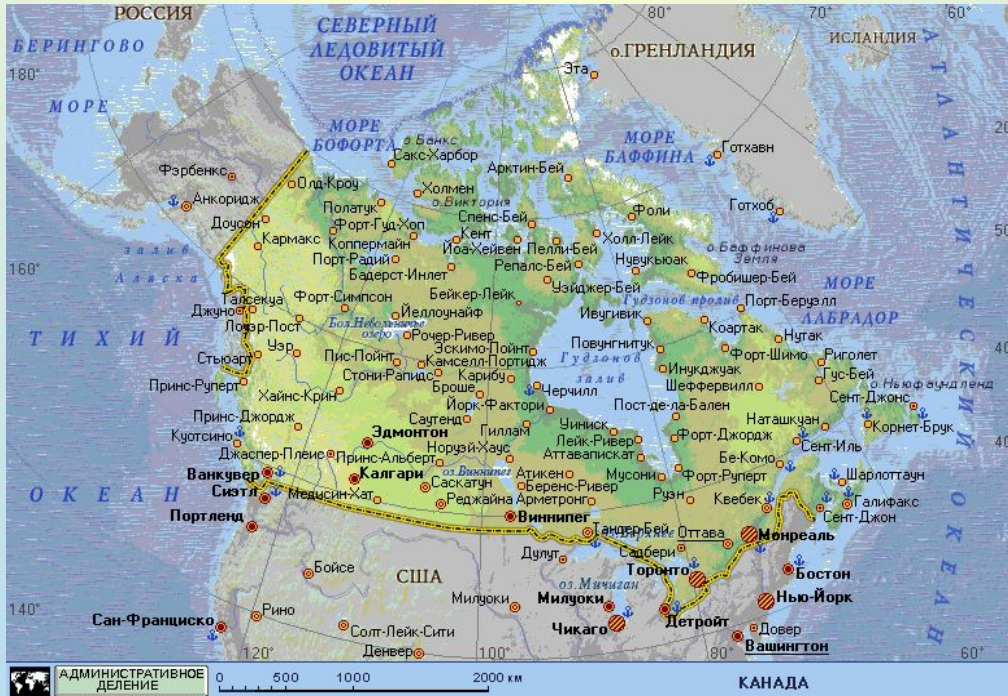 РОССИЯ
СЕВЕРНЫЙ
ЛЕДОВИТЫЙ
ОКЕАН
80°
70°
60°
БЕРИНГОВО
МОРЕ
180°
о.ГРЕНЛАНДИЯ
ИСЛАНДИЯ
Эта
МОРЕ
БОФОРТА
о.Банкс
Сакс-Харбор
МОРЕ
БАФФИНА
Готхавн
Арктик-Бей
Фэрбенкс
Олд-Кроу
Холмен
о.Виктория
Анкоридж
Полатук
Спенс-Бей
Фоли
Готхоб
Доусон
Форт-Гуд-Хоп
Кент
Кармакс
Коппермайн
Йоа-Хейвен
Пелли-Бей
Холл-Лейк
о.Баффинова
Земля
залив
Аляска
Порт-Радий
Репалс-Бей
Нувукьюак
Бадерст-Инлет
Уэйджер-Бей
Фробишер-Бей
160°
Бейкер-Лейк
Гудзонов пролив
Порт-Беруэлл
МОРЕ
ЛАБРАДОР
Талсекуа
Форт-Симпсон
Джуно
Йеллоунайф
Ивугивик
Лоуэр-Пост
Бол.Невольничье
озеро
Рочер-Ривер
Коартак
Нутак
ТИХИЙ
Уэр
Эскимо-Пойнт
Повунгнитук
Стьюарт
Пис-Пойнт
Камселл-Портидж
Гудзонов
залив
Форт-Шимо
Риголет
Стони-Рапидс
Карибу
Инукджуак
Гус-Бей
Принс-Руперт
Хайнс-Крин
Броше
Черчилл
Шеффервилл
о.Ньюфаундленд
Йорк-Фактори
Пост-де-ла-Бален
Сент-Джонс
Принс-Джордж
Саутенд
Наташкуан
Куотсино
Эдмонтон
Гиллам
Уиниск
Корнет-Брук
Норуэй-Хаус
Лейк-Ривер
Форт-Джордж
Сент-Иль
Джаспер-Плейс
Принс-Альберт
Аттавапискат
Бе-Комо
Ванкувер
Калгари
оз.Виннипег
Атикен
Мусони
Форт-Руперт
Шарлоттаун
ОКЕАН
Сиэтл
Саскатун
Беренс-Ривер
Медисин-Хат
Реджайна
Арметронг
Руэн
Квебек
Галифакс
Портленд
Виннипег
Сент-Джон
Тандер-Бей
Оттава
Монреаль
Дулут
Садбери
Бойсе
США
Торонто
Бостон
оз.Мичиган
140°
Рино
Милуоки
Милуоки
Нью-Йорк
Сан-Франциско
Чикаго
Детройт
Солт-Лейк-Сити
Довер
Денвер
Вашингтон
120°
100°
80°
60°
АТЛАНТИЧЕСКИЙ ОКЕАН
АДМИНИСТРАТИВНОЕ
ДЕЛЕНИЕ
0 500 1000 2000 км
КАНАДА